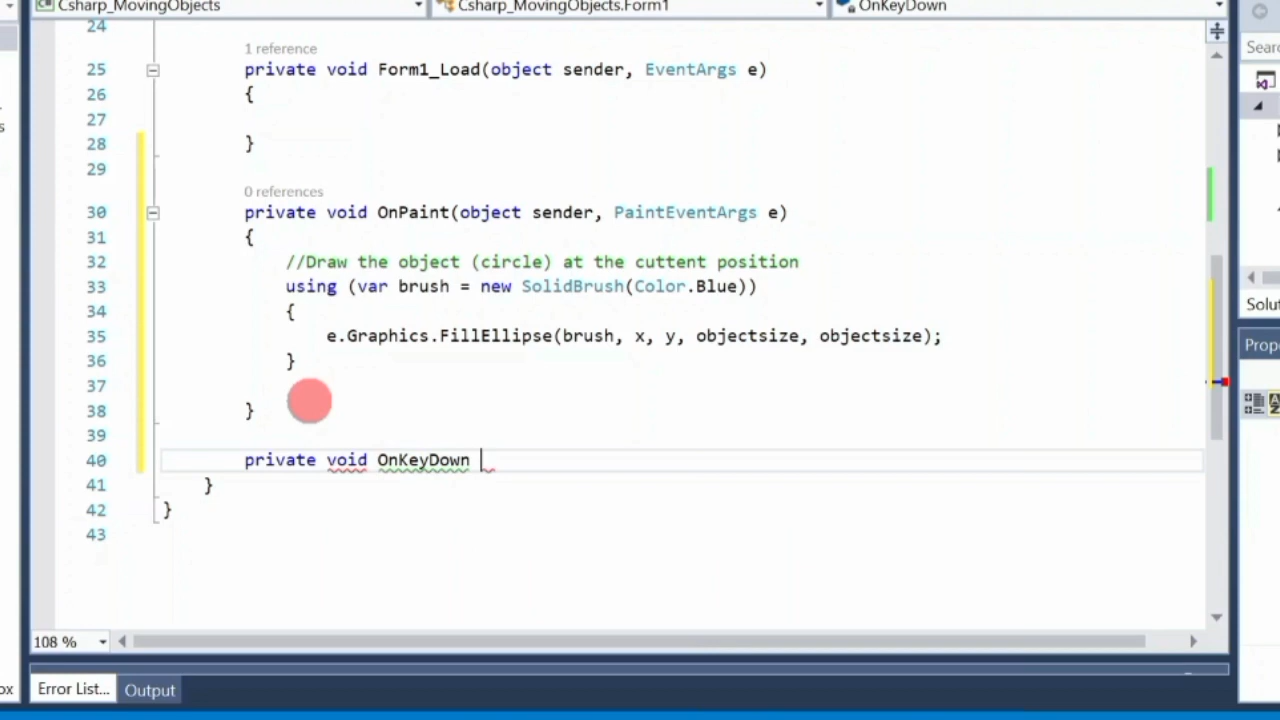 Csharp_MovingObjects Csharp_MovingObjects.Form1 OnKeyDown
24
Sear
1 reference
25 private void Form1_Load(object sender, EventArgs e)
26 {
27
28 }
29
0 references
30 private void OnPaint(object sender, PaintEventArgs e)
31 {
32 //Draw the object (circle) at the cuttent position
33 using (var brush = new SolidBrush(Color.Blue))
34 {
Solut
35 e.Graphics.FillEllipse(brush, x, y, objectsize, objectsize);
Prope
36 }
37
38 }
39
40 private void OnKeyDown
41 }
42 }
43
108 %
Error List... Output